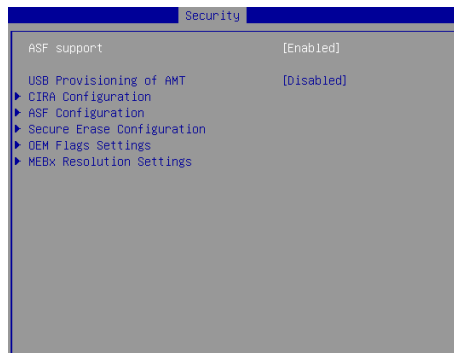 Security
ASF support [Enabled]
USB Provisioning of AMT [Disabled]
CIRA Configuration
ASF Configuration
Secure Erase Configuration
OEM Flags Settings
MEBx Resolution Settings